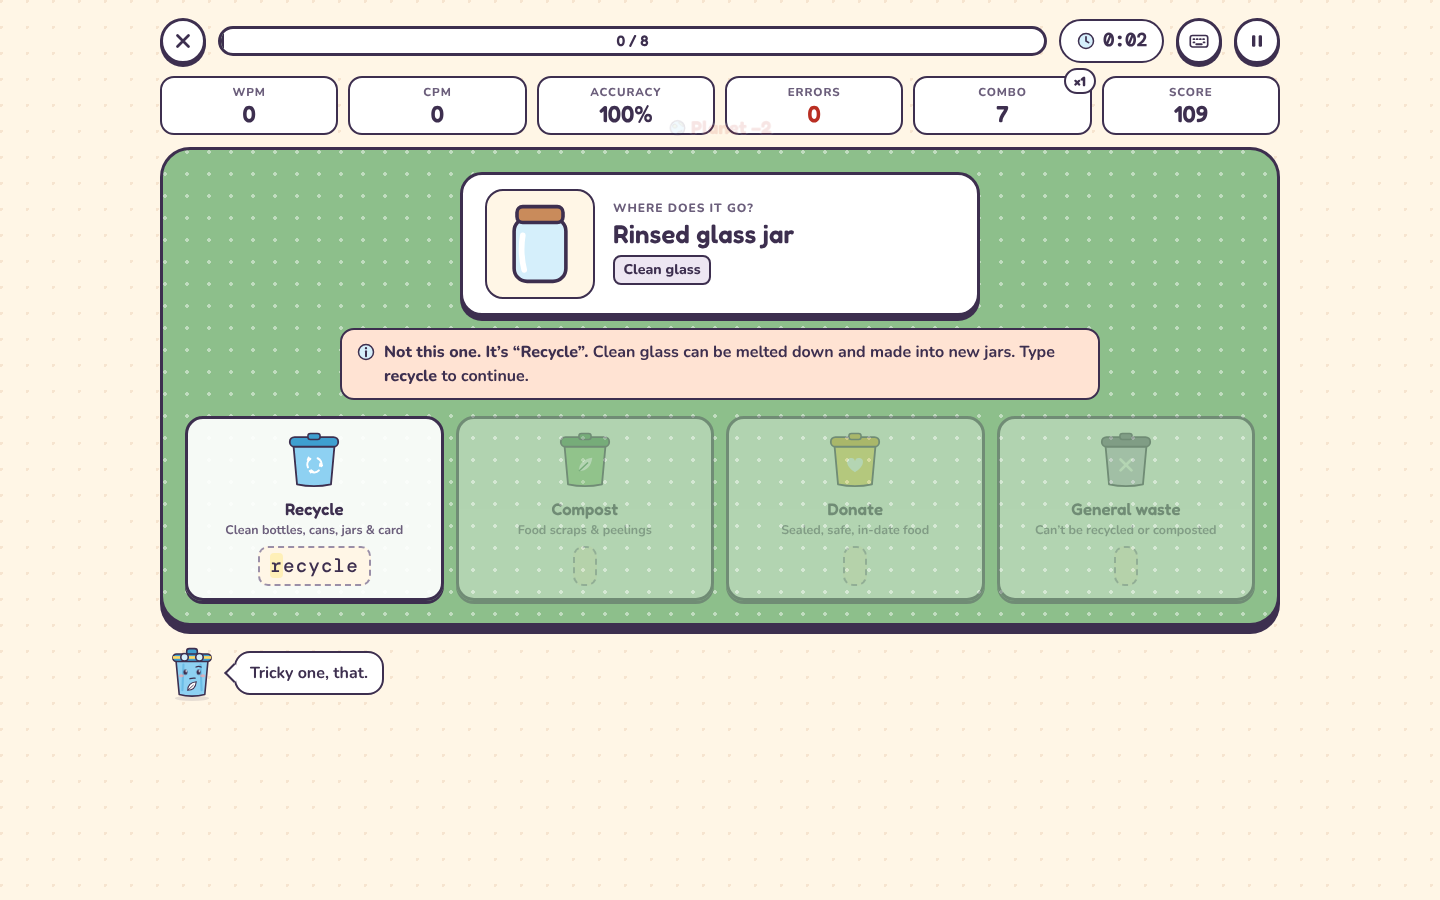 0 / 8
0:02
WPM
0
CPM
0
ACCURACY
100%
ERRORS
0
COMBO
7
x1
SCORE
109
Planet -2
WHERE DOES IT GO?
Rinsed glass jar
Clean glass
Not this one. It's “Recycle”. Clean glass can be melted down and made into new jars. Type
recycle to continue.
Recycle
Clean bottles, cans, jars & card
recycle
Compost
Food scraps & peelings
Donate
Sealed, safe, in-date food
General waste
Can't be recycled or composted
Tricky one, that.